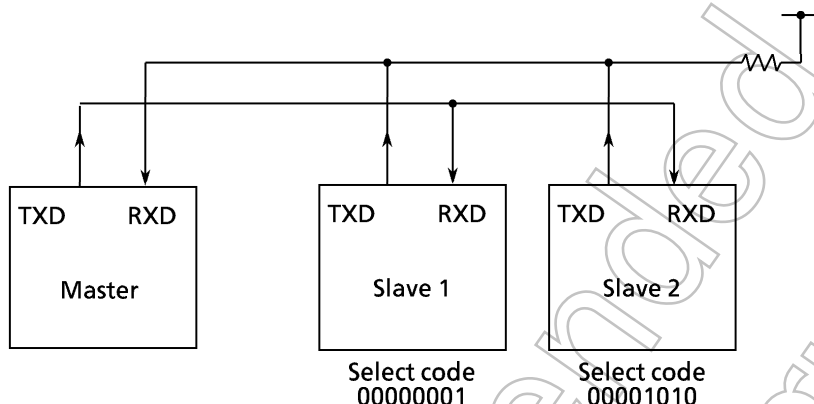 TXD RXD
Master
TXD RXD
Slave 1
Select code
00000001
TXD RXD
Slave 2
Select code
00001010